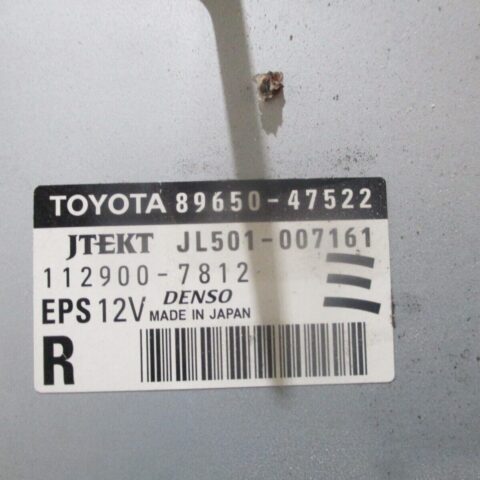 TOYOTA 89650-47522
JTEKT JL501-007161
112900-7812
EPS 12V DENSO
MADE IN JAPAN
R